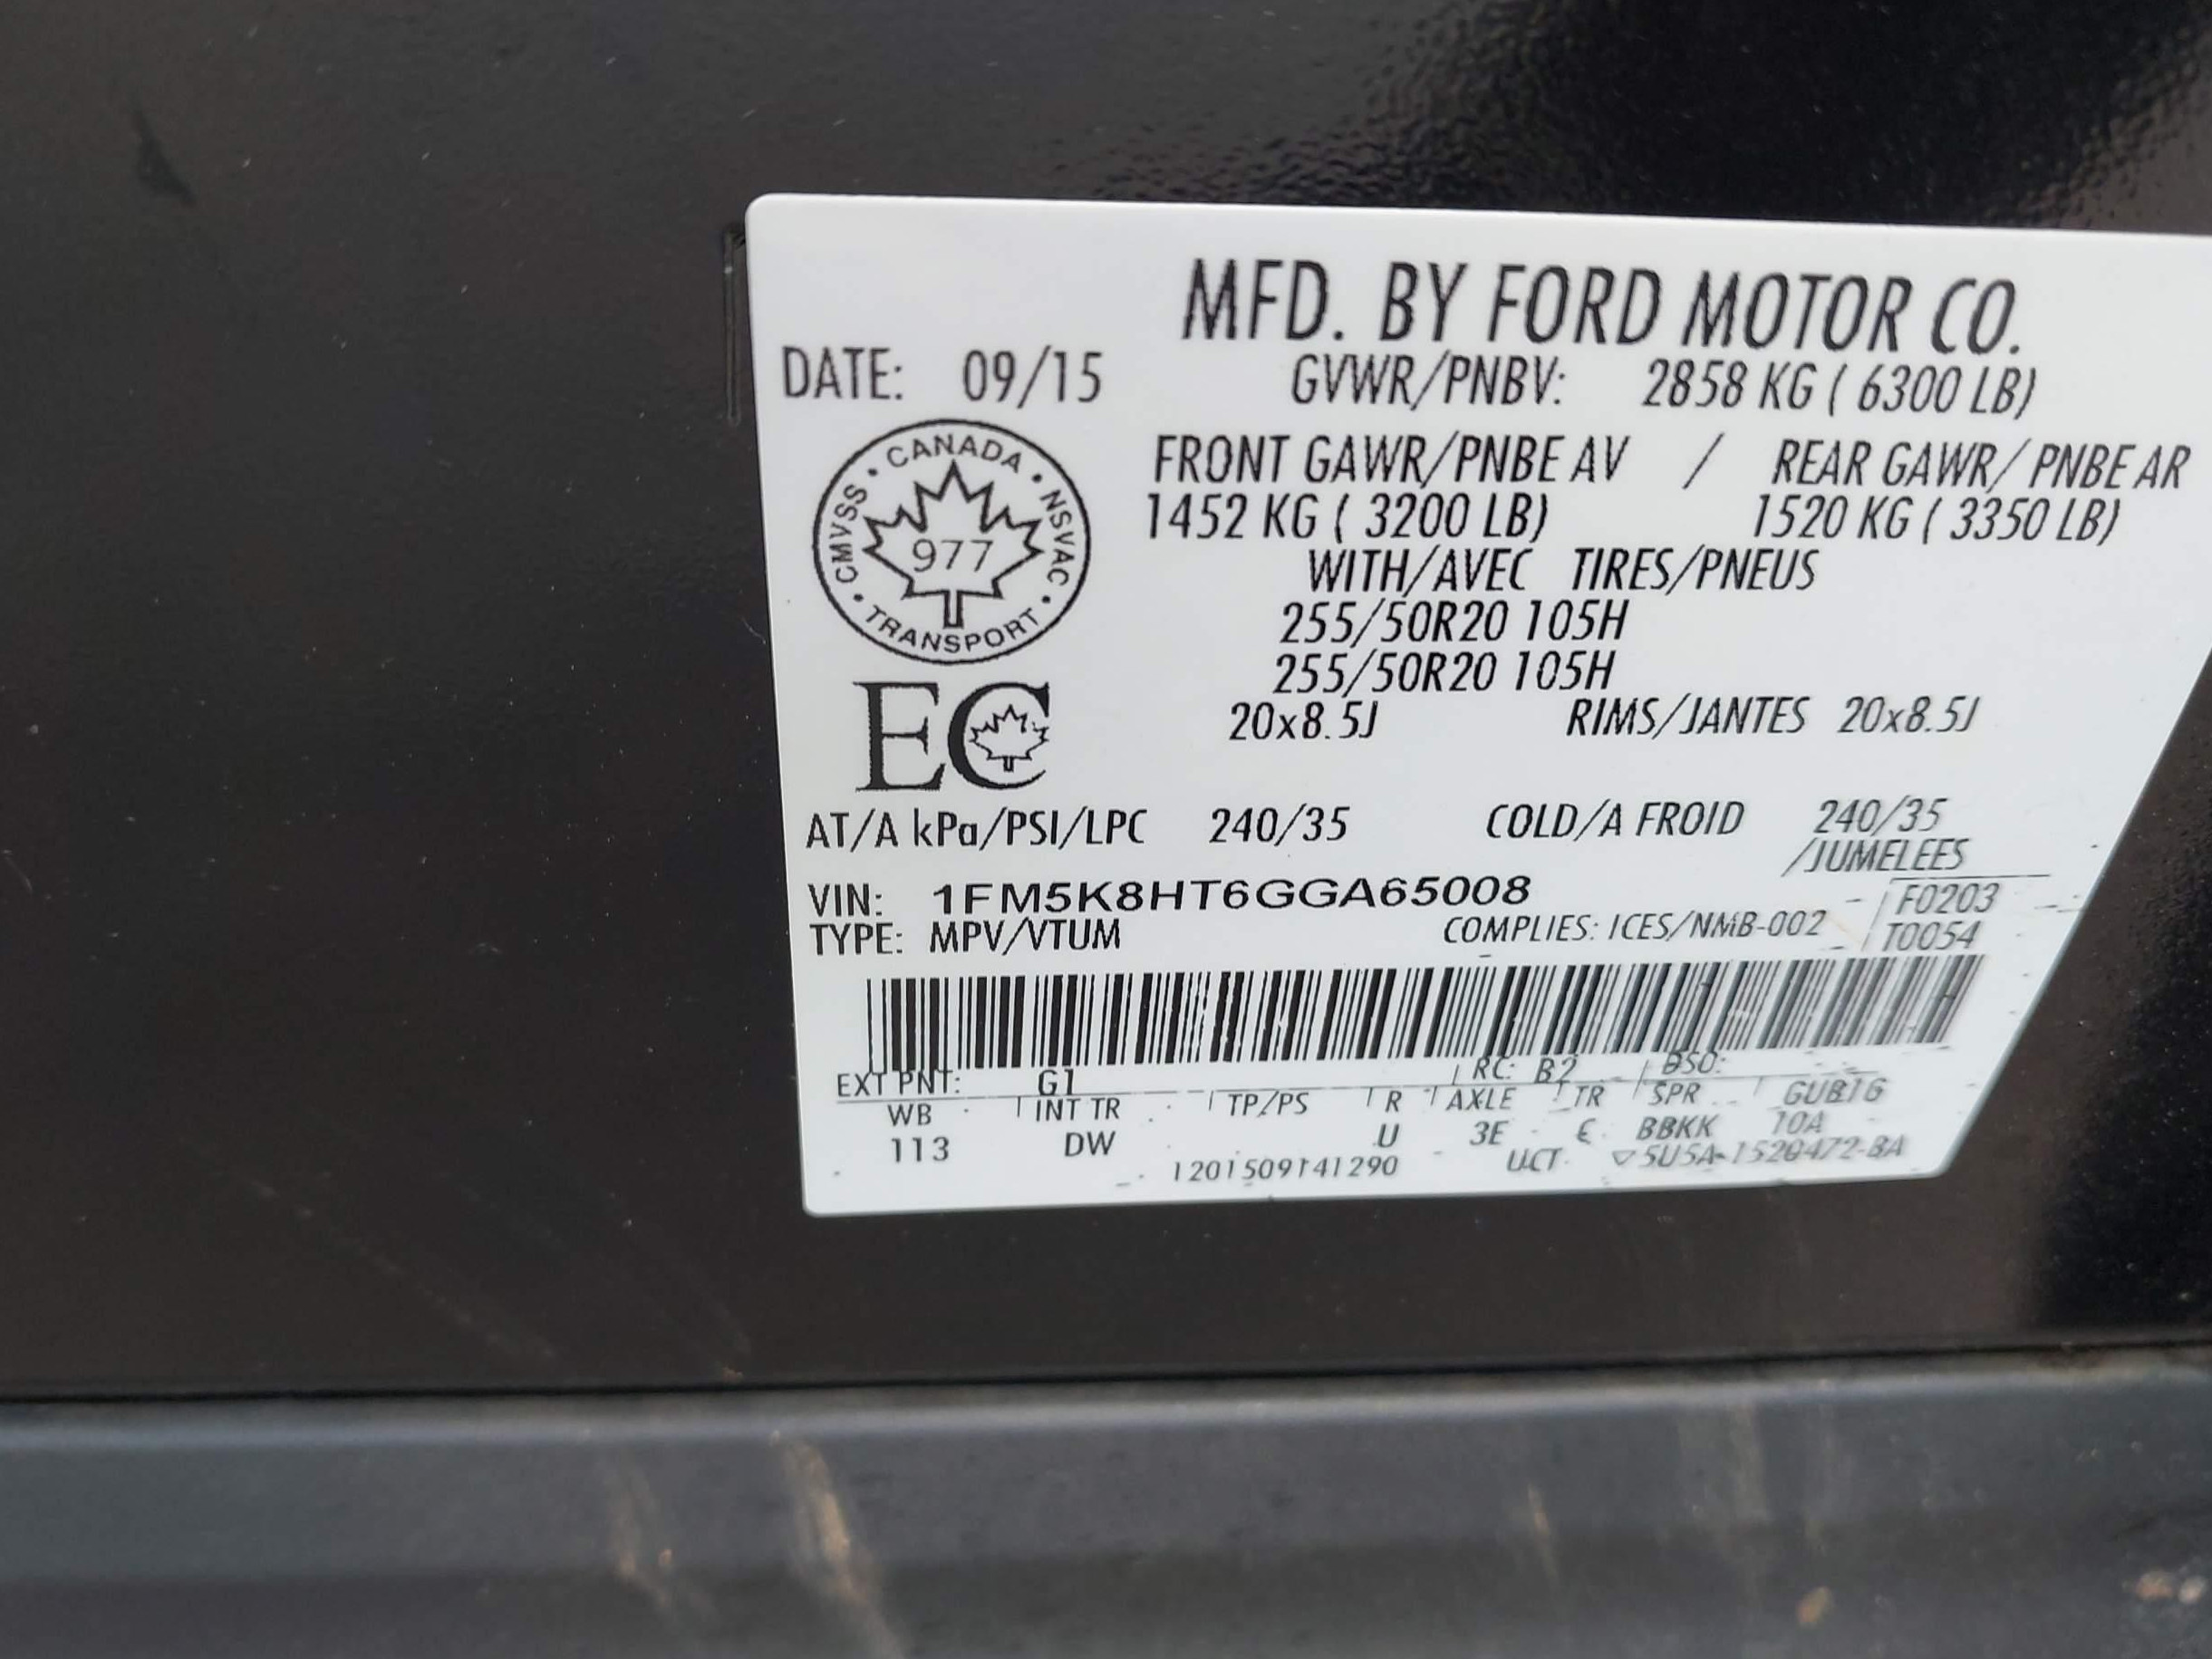 MFD. BY FORD MOTOR CO.
DATE: 09/15 GVWR/PNBV: 2858 KG ( 6300 LB)
FRONT GAWR/PNBE AV / REAR GAWR/ PNBE AR
1452 KG ( 3200 LB) 1520 KG ( 3350 LB)
WITH/AVEC TIRES/PNEUS
255/50R20 105H
255/50R20 105H
20x8.5J RIMS/JANTES 20x8.5J
CMVSS • CANADA • NSVAC • TRANSPORT •
977
EC
AT/A kPa/PSI/LPC 240/35 COLD/A FROID 240/35
/JUMELEES
VIN: 1FM5K8HT6GGA65008 F0203
TYPE: MPV/VTUM COMPLIES: ICES/NMB-002 T0054
EXT PNT: G1 RC: B2 DSO:
WB INT TR TP/PS R AXLE TR SPR GUB16
113 DW U 3E BBKK 10A
1201509141290 UCT